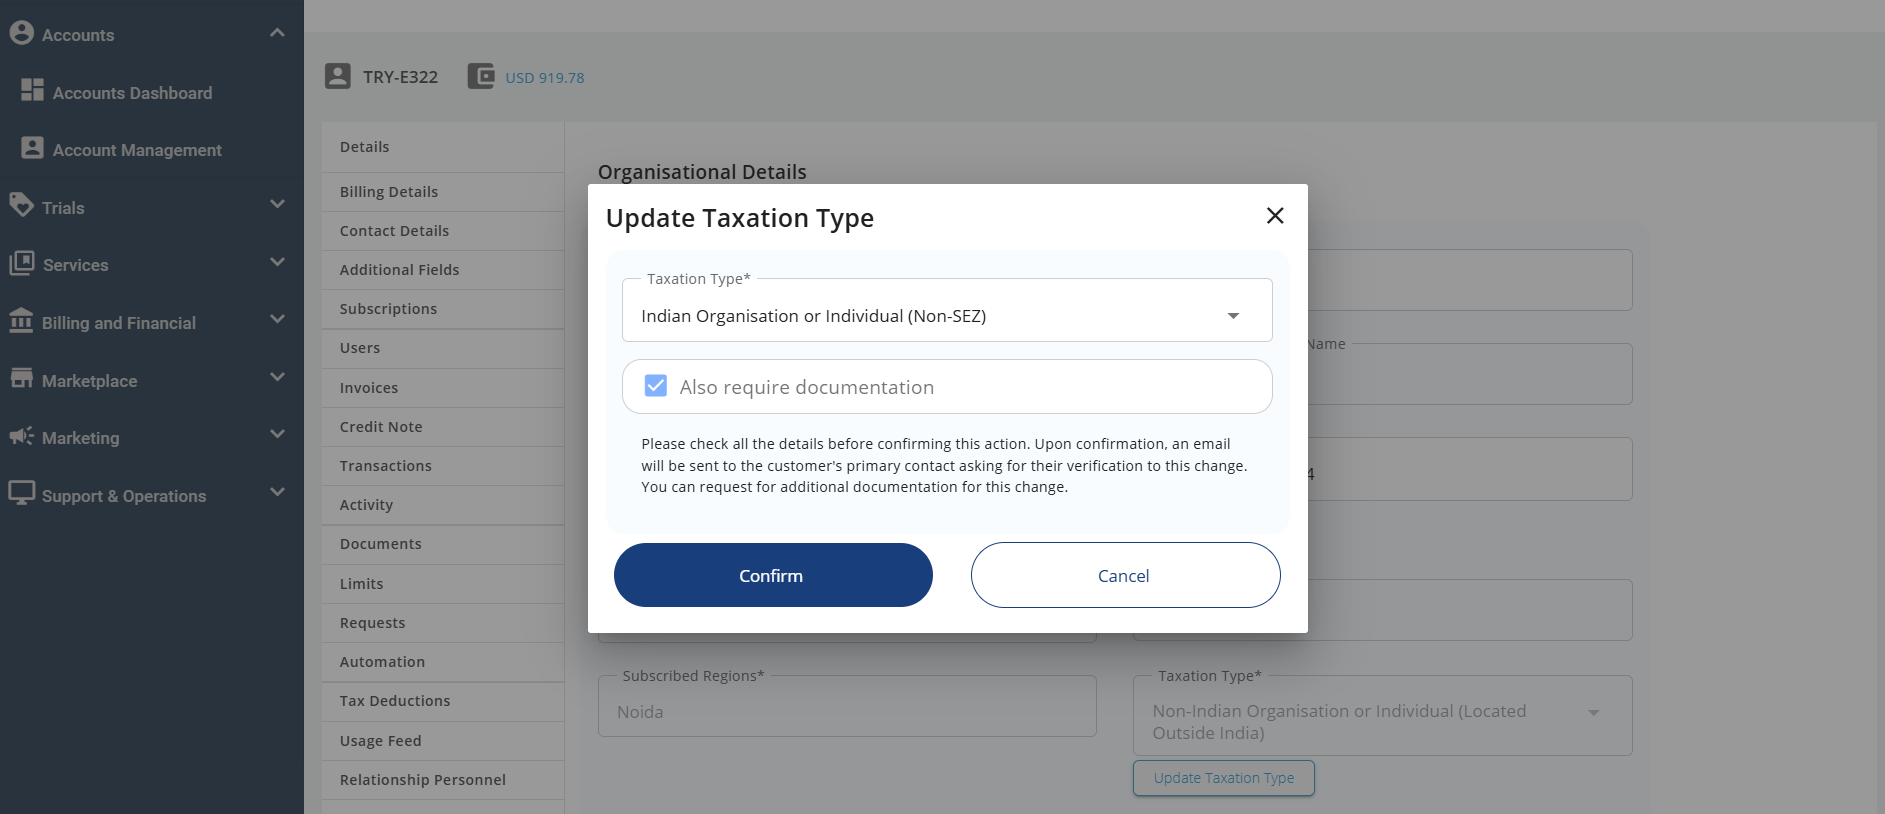 Accounts
Accounts Dashboard
Account Management
Trials
Services
Billing and Financial
Marketplace
Marketing
Support & Operations
TRY-E322
USD 919.78
Details
Billing Details
Contact Details
Additional Fields
Subscriptions
Users
Invoices
Credit Note
Transactions
Activity
Documents
Limits
Requests
Automation
Tax Deductions
Usage Feed
Relationship Personnel
Organisational Details
Update Taxation Type
Taxation Type*
Indian Organisation or Individual (Non-SEZ)
Also require documentation
Please check all the details before confirming this action. Upon confirmation, an email
will be sent to the customer's primary contact asking for their verification to this change.
You can request for additional documentation for this change.
Confirm
Cancel
Name
4
Subscribed Regions*
Noida
Taxation Type*
Non-Indian Organisation or Individual (Located
Outside India)
Update Taxation Type